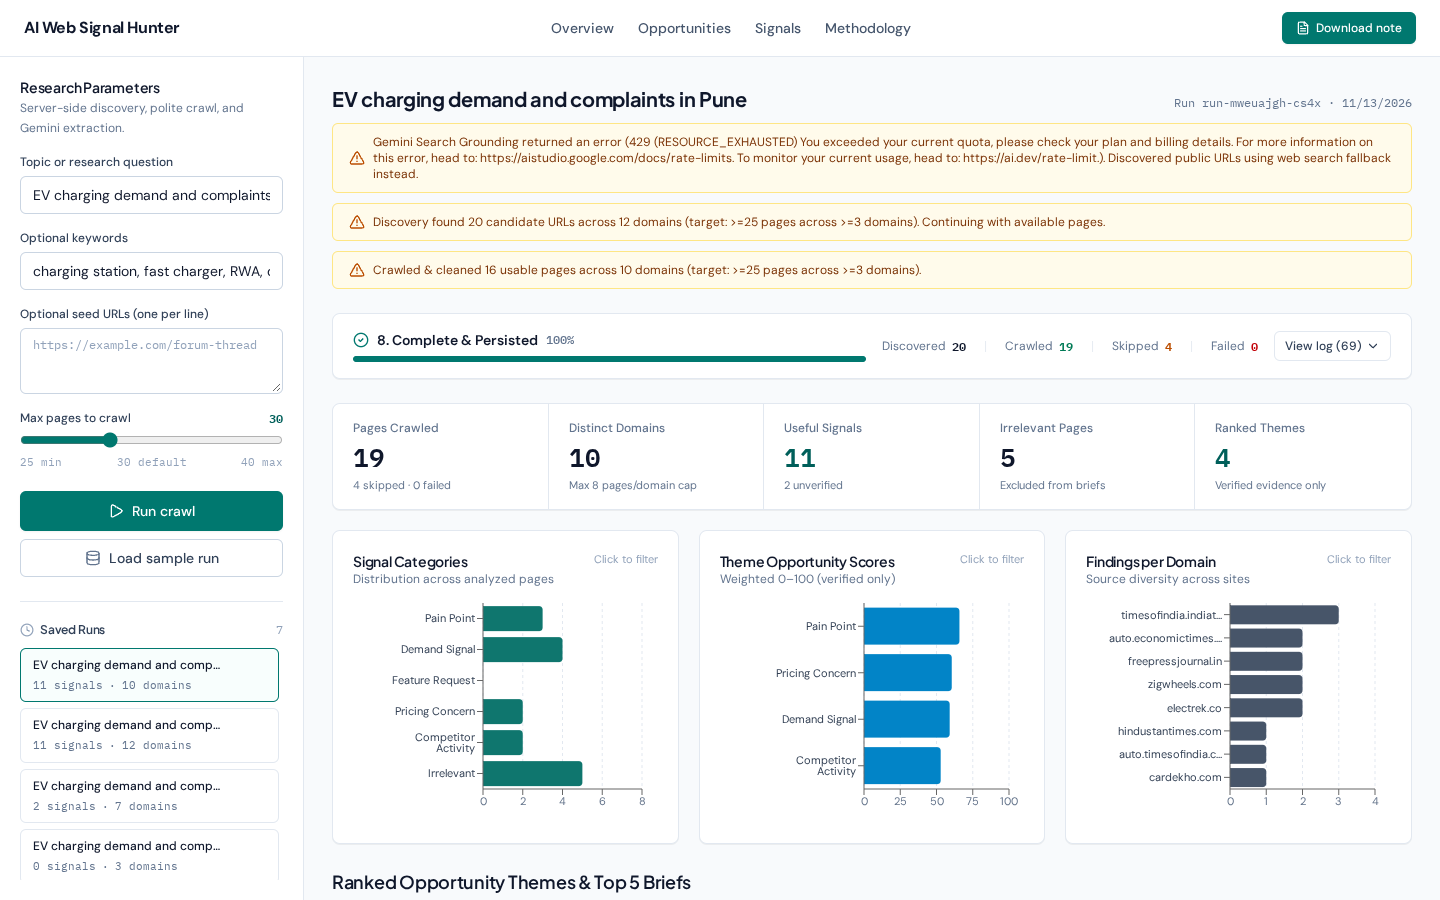 AI Web Signal Hunter
Overview
Opportunities
Signals
Methodology
Download note
Research Parameters
Server-side discovery, polite crawl, and
Gemini extraction.
Topic or research question
EV charging demand and complaints
Optional keywords
charging station, fast charger, RWA, c
Optional seed URLs (one per line)
https://example.com/forum-thread
Max pages to crawl
30
25 min
30 default
40 max
Run crawl
Load sample run
Saved Runs
7
EV charging demand and comp...
11 signals · 10 domains
EV charging demand and comp...
11 signals · 12 domains
EV charging demand and comp...
2 signals · 7 domains
EV charging demand and comp...
0 signals · 3 domains
EV charging demand and complaints in Pune
Run run-mweuajgh-cs4x · 11/13/2026
Gemini Search Grounding returned an error (429 (RESOURCE_EXHAUSTED) You exceeded your current quota, please check your plan and billing details. For more information on
this error, head to: https://aistudio.google.com/docs/rate-limits. To monitor your current usage, head to: https://ai.dev/rate-limit.). Discovered public URLs using web search fallback
instead.
Discovery found 20 candidate URLs across 12 domains (target: >=25 pages across >=3 domains). Continuing with available pages.
Crawled & cleaned 16 usable pages across 10 domains (target: >=25 pages across >=3 domains).
8. Complete & Persisted 100%
Discovered 20
Crawled 19
Skipped 4
Failed 0
View log (69)
Pages Crawled
19
4 skipped · 0 failed
Distinct Domains
10
Max 8 pages/domain cap
Useful Signals
11
2 unverified
Irrelevant Pages
5
Excluded from briefs
Ranked Themes
4
Verified evidence only
Signal Categories
Click to filter
Distribution across analyzed pages
Pain Point
Demand Signal
Feature Request
Pricing Concern
Competitor
Activity
Irrelevant
0 2 4 6 8
Theme Opportunity Scores
Click to filter
Weighted 0–100 (verified only)
Pain Point
Pricing Concern
Demand Signal
Competitor
Activity
0 25 50 75 100
Findings per Domain
Click to filter
Source diversity across sites
timesofindia.indiat...
auto.economictimes....
freepressjournal.in
zigwheels.com
electrek.co
hindustantimes.com
auto.timesofindia.c...
cardekho.com
0 1 2 3 4
Ranked Opportunity Themes & Top 5 Briefs